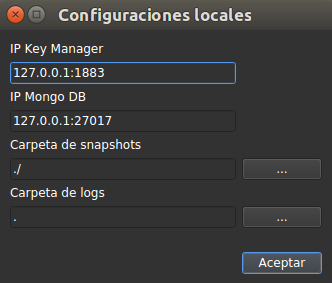 Configuraciones locales
IP Key Manager
127.0.0.1:1883
IP Mongo DB
127.0.0.1:27017
Carpeta de snapshots
./
...
Carpeta de logs
.
...
Aceptar